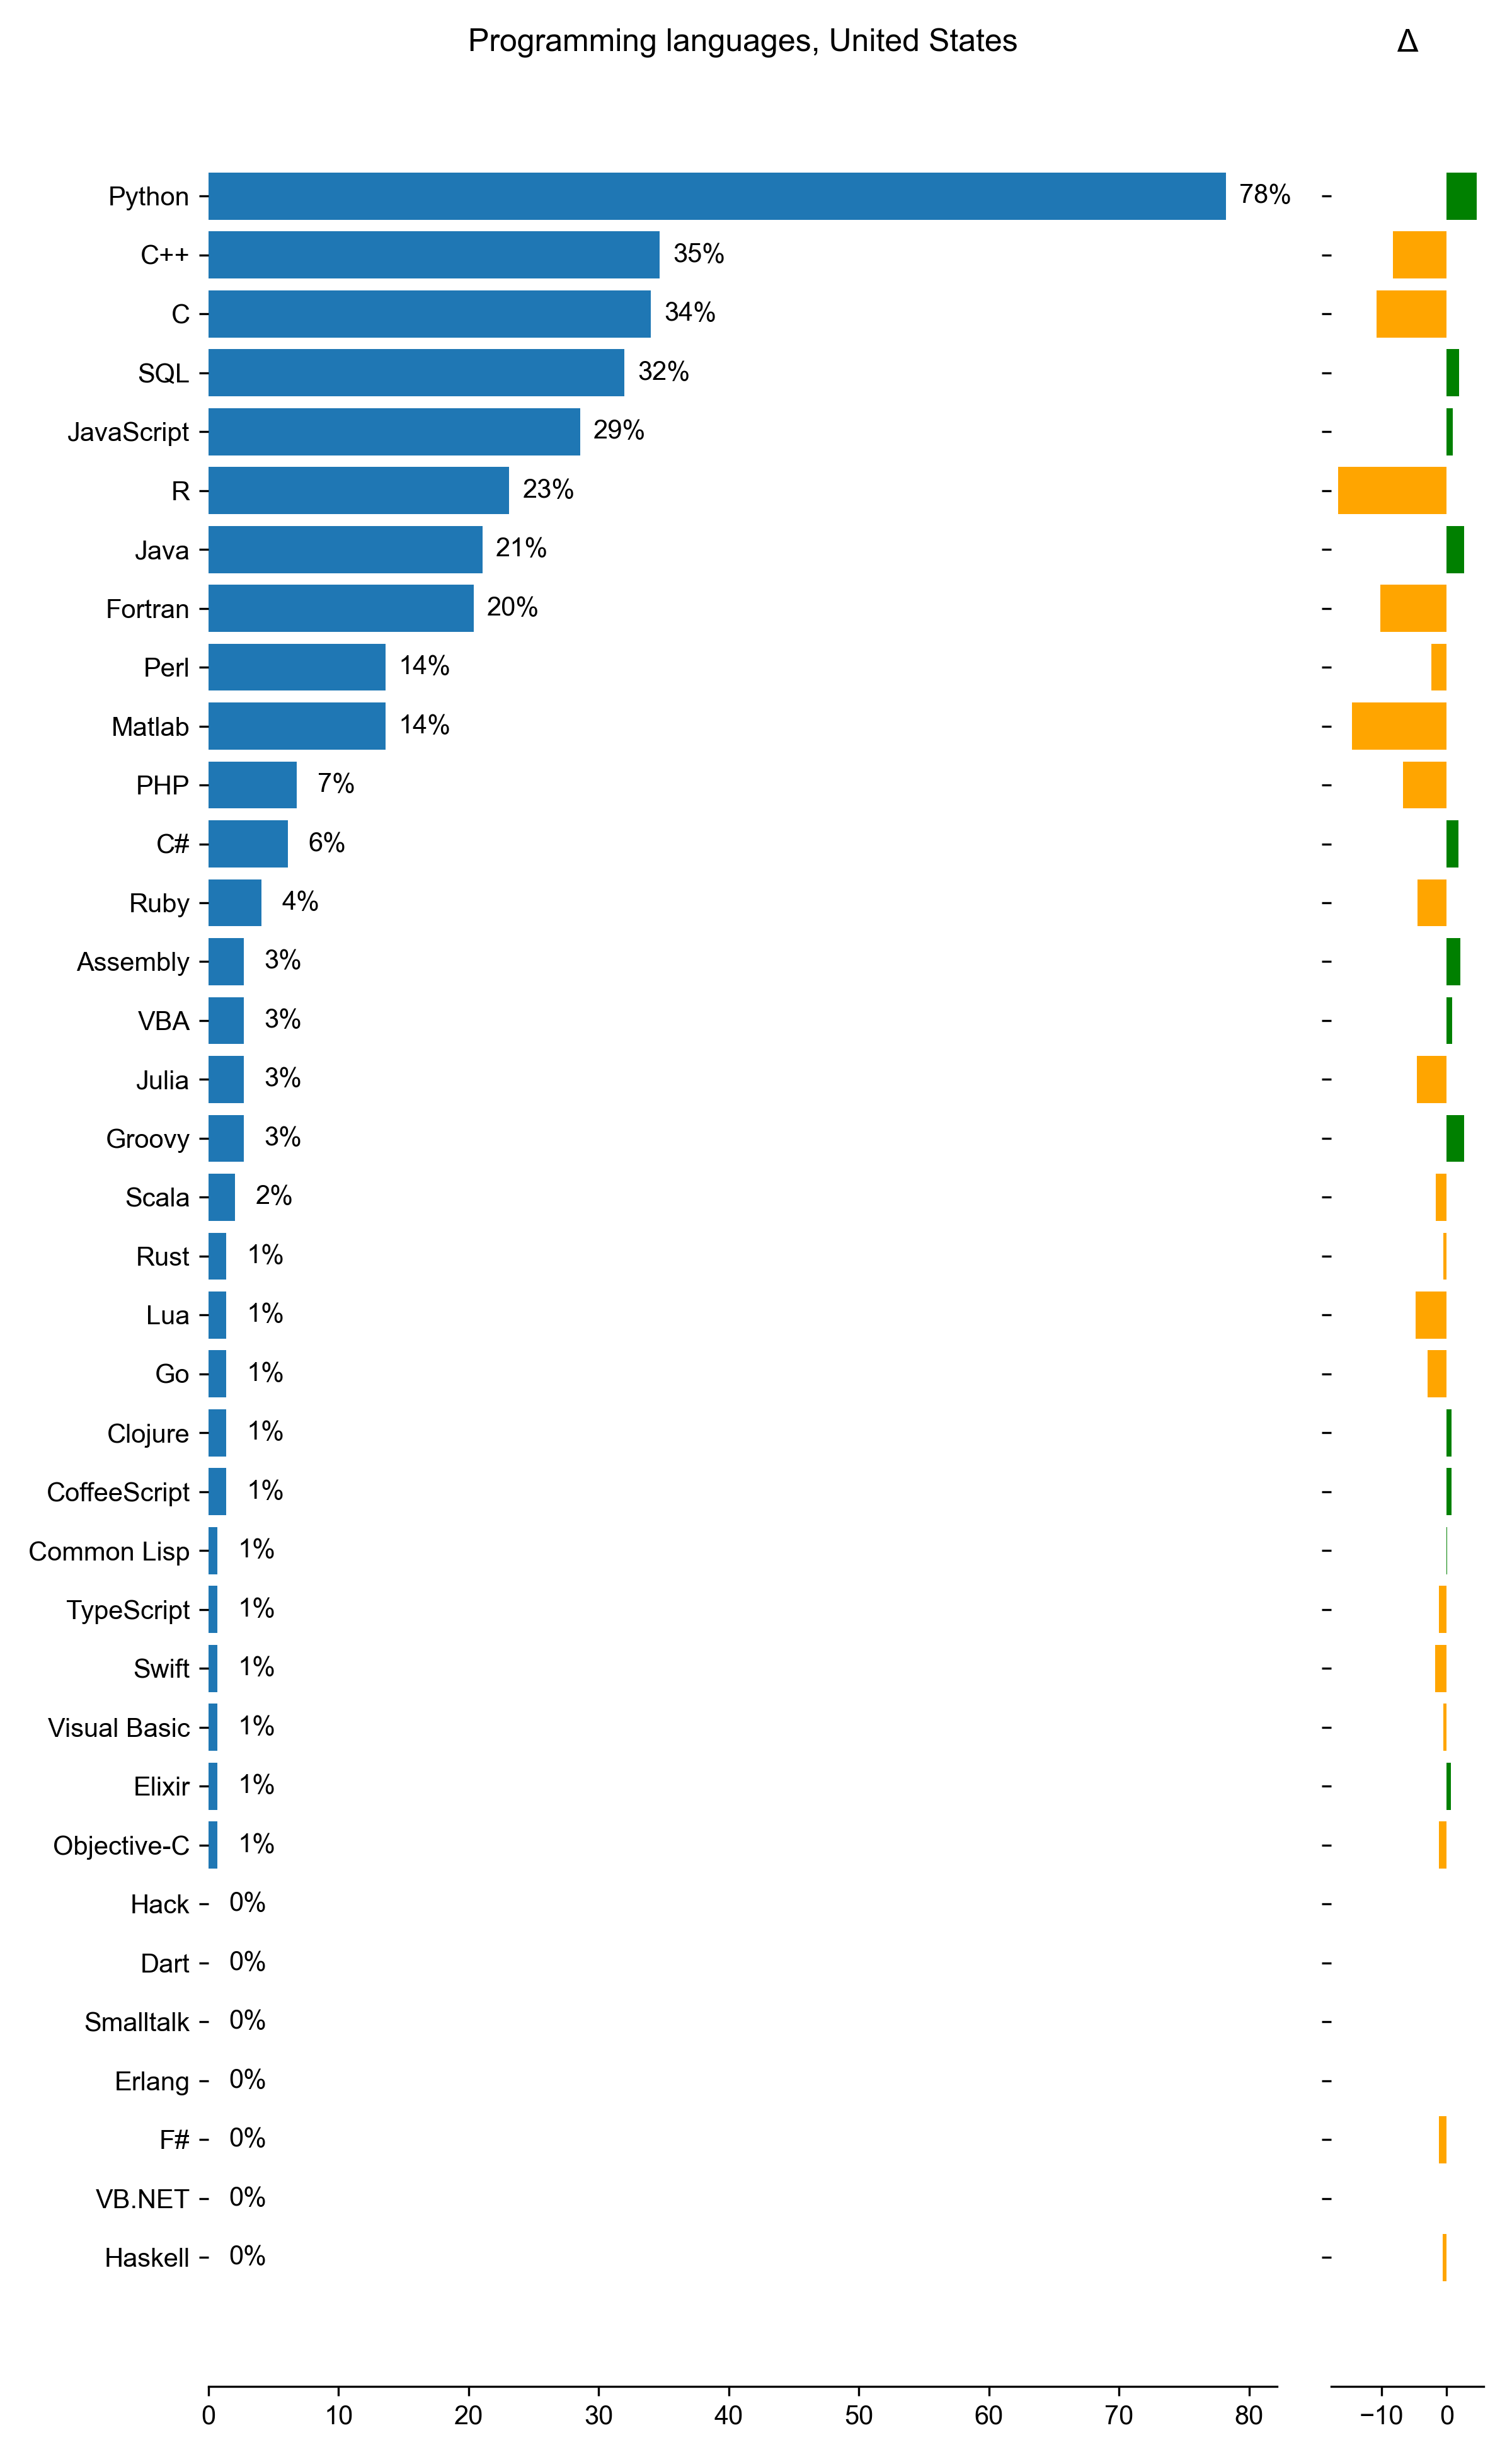 Programming languages, United States Δ
Python 78%
C++ 35%
C 34%
SQL 32%
JavaScript 29%
R 23%
Java 21%
Fortran 20%
Perl 14%
Matlab 14%
PHP 7%
C# 6%
Ruby 4%
Assembly 3%
VBA 3%
Julia 3%
Groovy 3%
Scala 2%
Rust 1%
Lua 1%
Go 1%
Clojure 1%
CoffeeScript 1%
Common Lisp 1%
TypeScript 1%
Swift 1%
Visual Basic 1%
Elixir 1%
Objective-C 1%
Hack 0%
Dart 0%
Smalltalk 0%
Erlang 0%
F# 0%
VB.NET 0%
Haskell 0%
0 10 20 30 40 50 60 70 80 −10 0